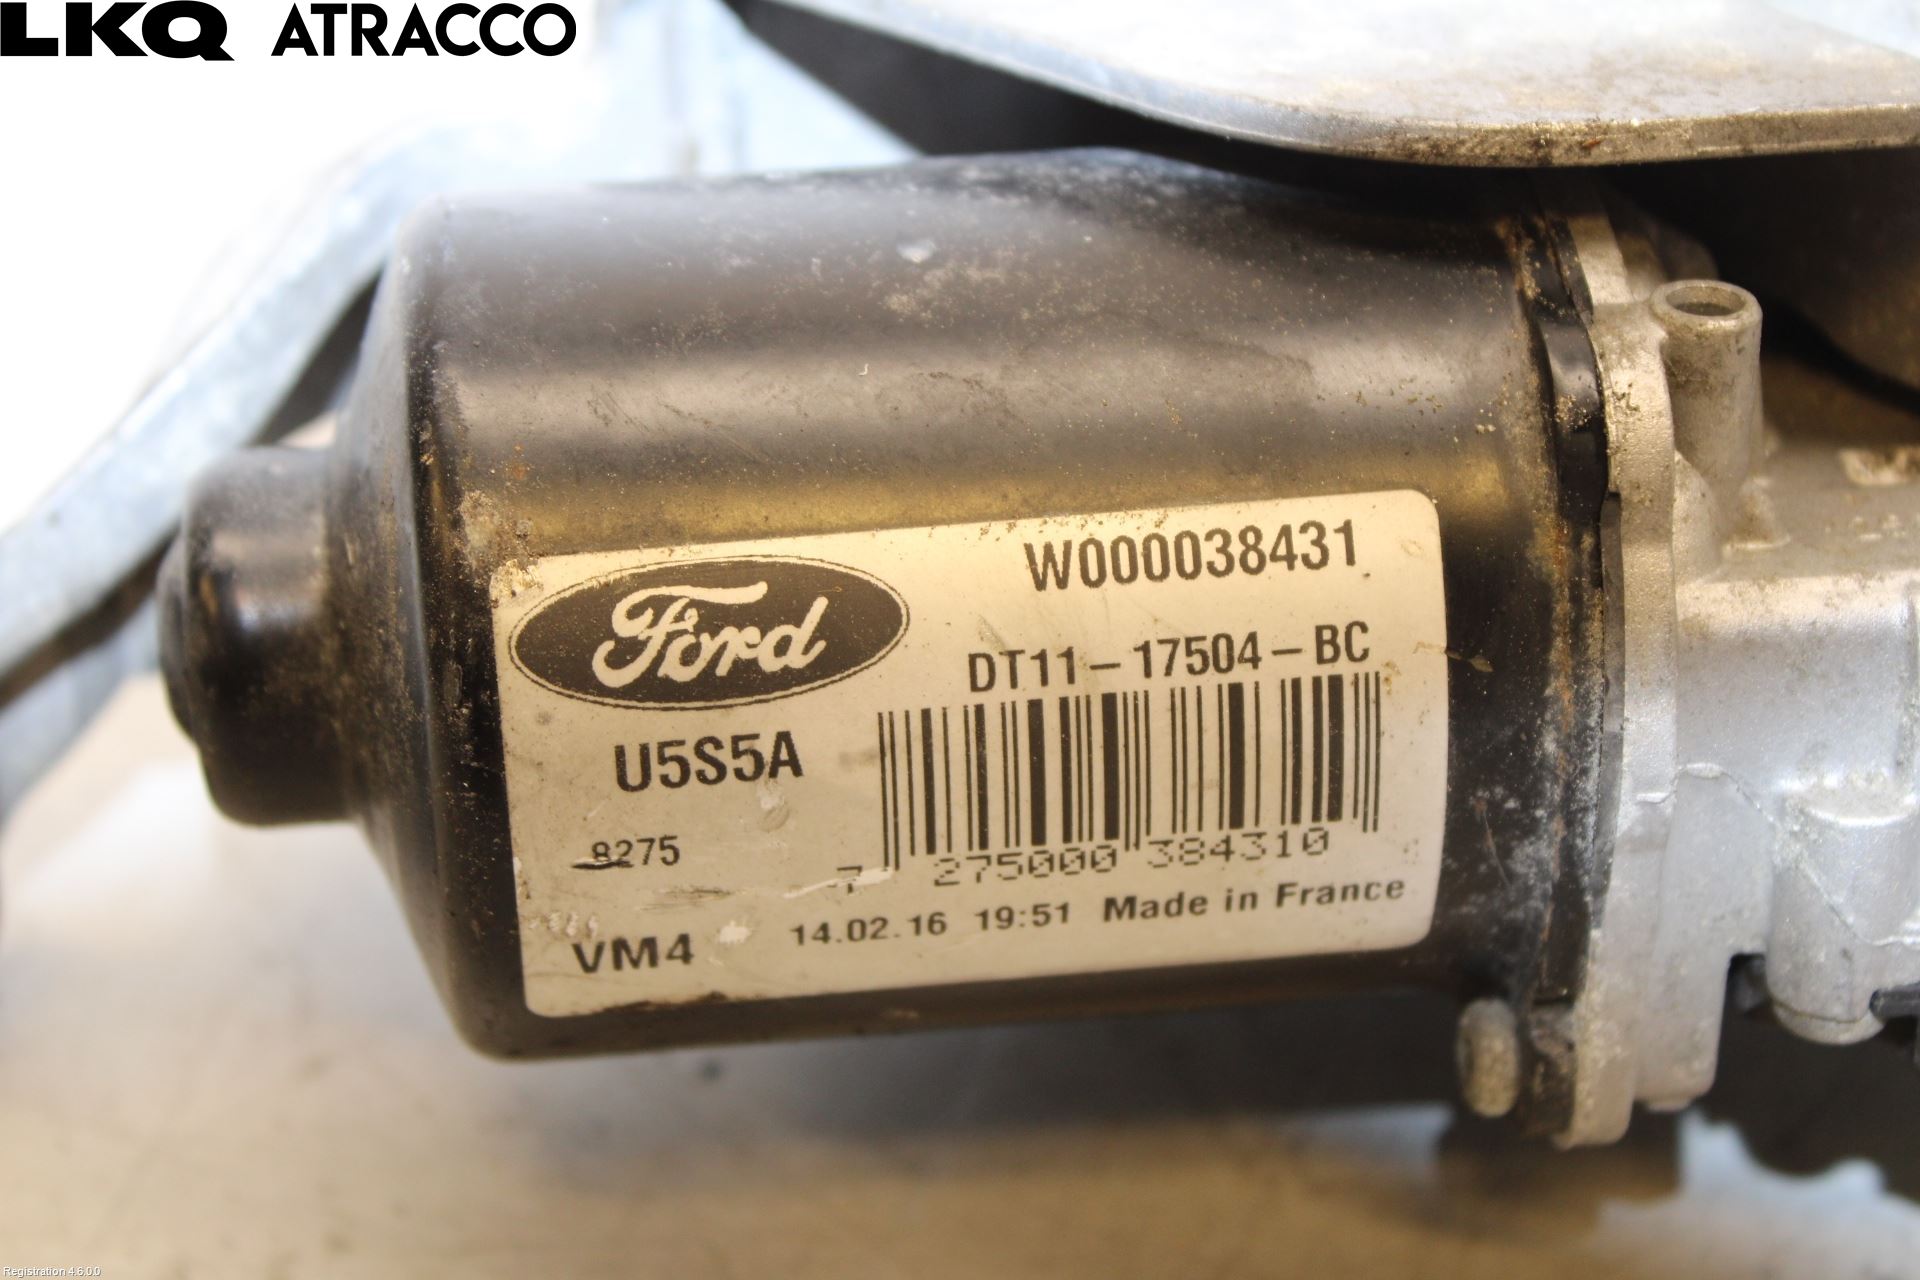 LKQ ATRACCO
Ford
W000038431
DT11-17504-BC
U5S5A
8275
7 275000 384310
VM4
14.02.16 19:51 Made in France
Registration 4.6.0.0